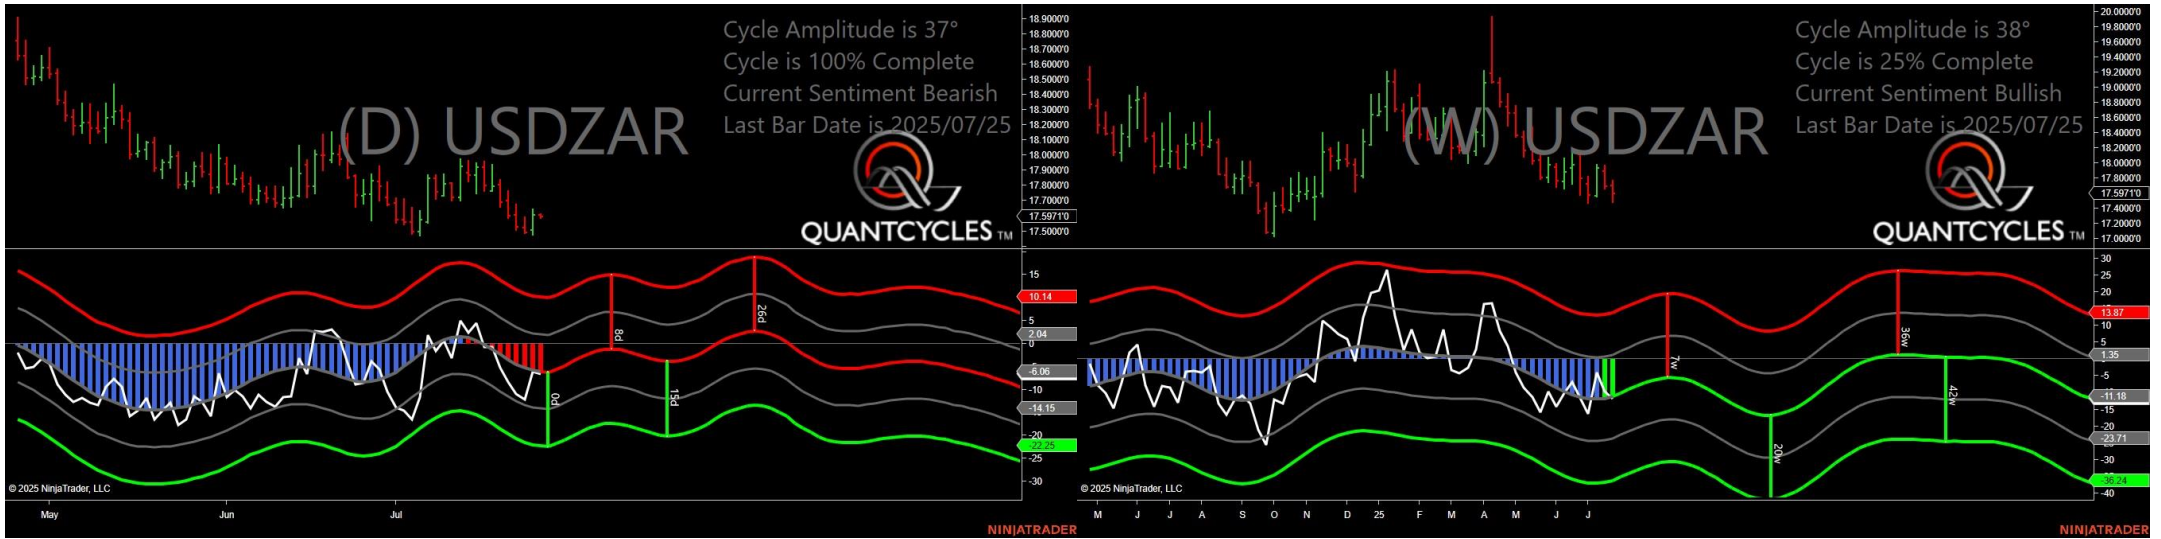 Cycle Amplitude is 37°
Cycle is 100% Complete
Current Sentiment Bearish
Last Bar Date is 2025/07/25
(D) USDZAR
QUANTCYCLES TM
18.9000'0
18.8000'0
18.7000'0
18.6000'0
18.5000'0
18.4000'0
18.3000'0
18.2000'0
18.1000'0
18.0000'0
17.9000'0
17.8000'0
17.7000'0
17.5971'0
17.5000'0
15
10.14
5
2.04
0
-6.06
-10
-14.15
-20
-22.25
-25
-30
0d
8d
15d
26d
© 2025 NinjaTrader, LLC
May Jun Jul
NINJATRADER
Cycle Amplitude is 38°
Cycle is 25% Complete
Current Sentiment Bullish
Last Bar Date is 2025/07/25
(W) USDZAR
QUANTCYCLES TM
20.0000'0
19.8000'0
19.6000'0
19.4000'0
19.2000'0
19.0000'0
18.8000'0
18.6000'0
18.4000'0
18.2000'0
18.0000'0
17.8000'0
17.5971'0
17.4000'0
17.2000'0
17.0000'0
30
25
20
13.87
10
5
1.35
-5
-11.18
-15
-20
-23.71
-30
-36.24
-40
7w
20w
36w
42w
© 2025 NinjaTrader, LLC
M J J A S O N D 25 F M A M J J
NINJATRADER